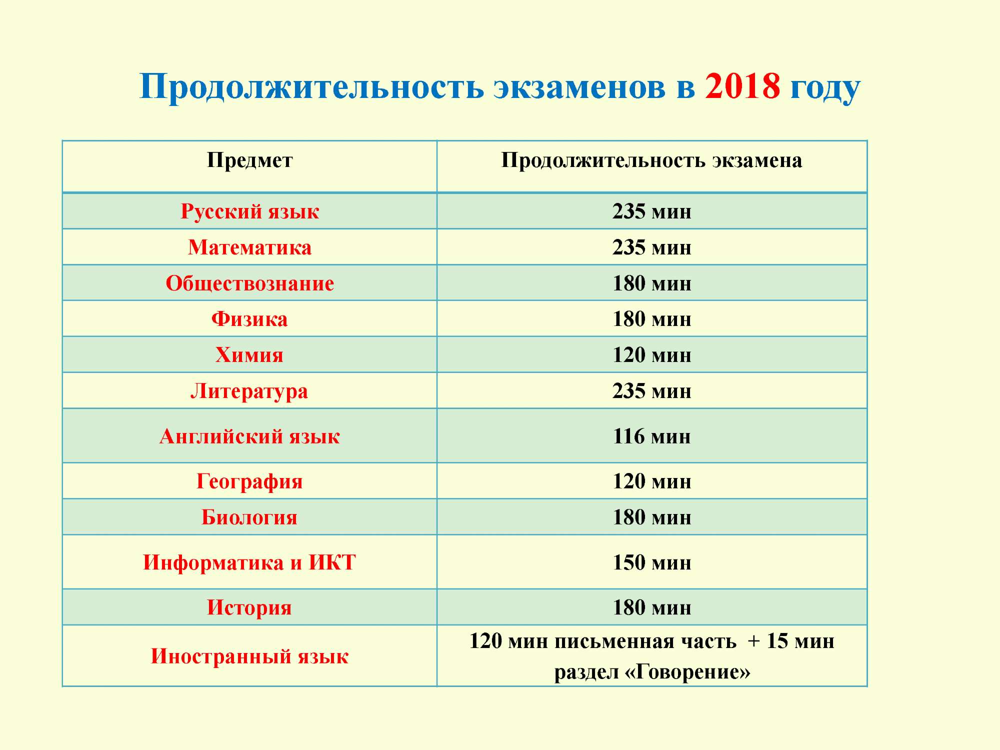 Продолжительность экзаменов в 2018 году
Предмет Продолжительность экзамена
Русский язык 235 мин
Математика 235 мин
Обществознание 180 мин
Физика 180 мин
Химия 120 мин
Литература 235 мин
Английский язык 116 мин
География 120 мин
Биология 180 мин
Информатика и ИКТ 150 мин
История 180 мин
Иностранный язык 120 мин письменная часть + 15 мин
раздел «Говорение»